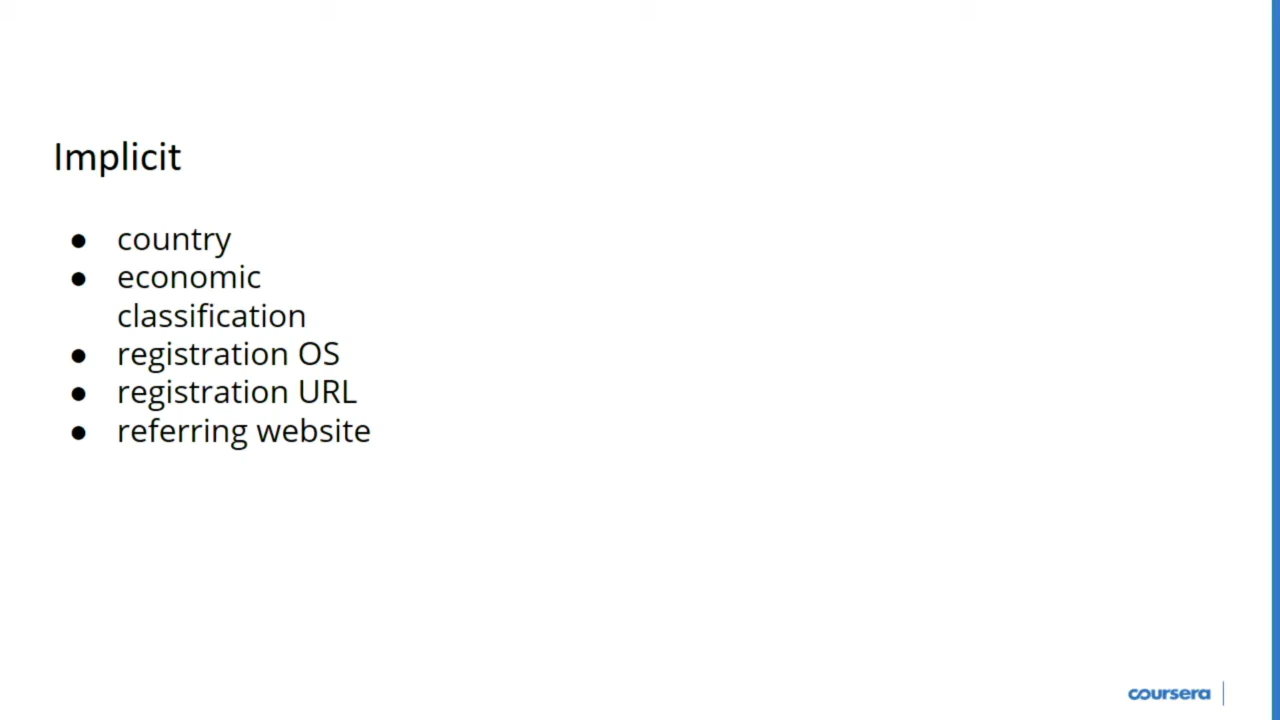 Implicit
● country
● economic
classification
● registration OS
● registration URL
● referring website
coursera